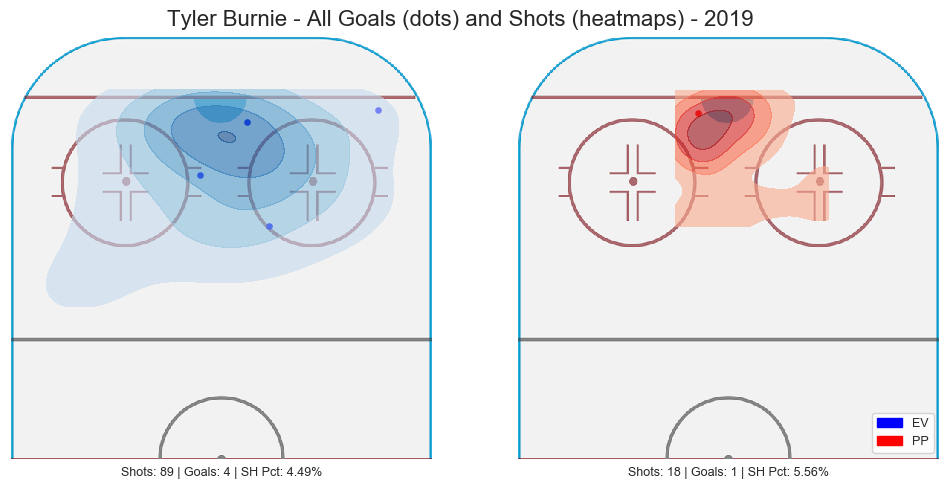 Tyler Burnie - All Goals (dots) and Shots (heatmaps) - 2019
EV
PP
Shots: 89 | Goals: 4 | SH Pct: 4.49%
Shots: 18 | Goals: 1 | SH Pct: 5.56%